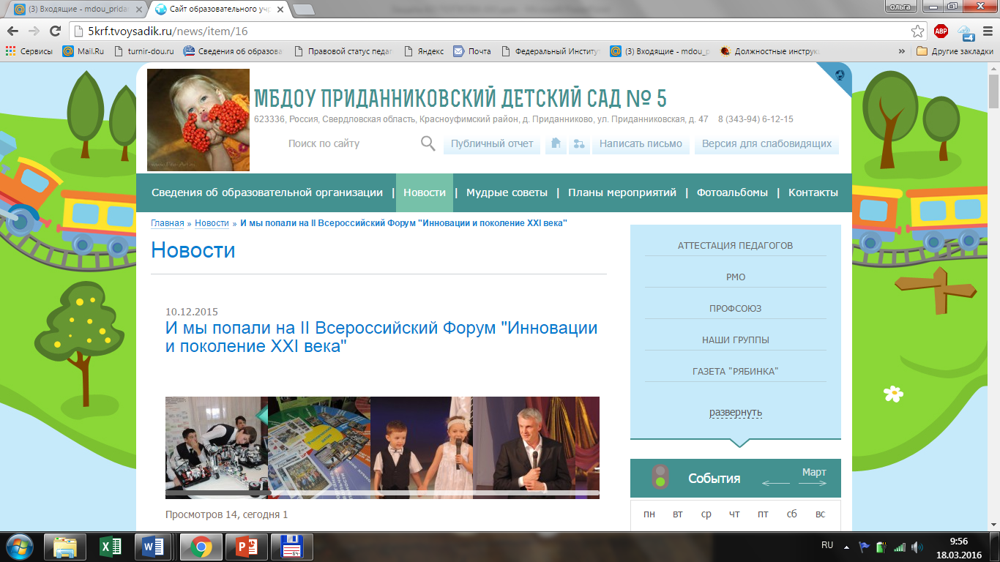 (3) Входящие - mdou_prida
Сайт образовательного учр
ольга
5krf.tvoysadik.ru/news/item/16
ABP
-4
Сервисы
Mail.Ru
turnir-dou.ru
Сведения об образова
Правовой статус педаг
Яндекс
Почта
Федеральный Институт
(3) Входящие - mdou_p
Должностные инструкц
»
Другие закладки
МБДОУ ПРИДАННИКОВСКИЙ ДЕТСКИЙ САД № 5
623336, Россия, Свердловская область, Красноуфимский район, д. Приданниково, ул. Приданниковская, д. 47 8 (343-94) 6-12-15
Поиск по сайту
Публичный отчет
Написать письмо
Версия для слабовидящих
Сведения об образовательной организации | Новости | Мудрые советы | Планы мероприятий | Фотоальбомы | Контакты
Главная » Новости » И мы попали на II Всероссийский Форум "Инновации и поколение XXI века"
Новости
10.12.2015
И мы попали на II Всероссийский Форум "Инновации
и поколение XXI века"
Просмотров 14, сегодня 1
АТТЕСТАЦИЯ ПЕДАГОГОВ
РМО
ПРОФСОЮЗ
НАШИ ГРУППЫ
ГАЗЕТА "РЯБИНКА"
развернуть
События
Март
пн вт ср чт пт сб вс
RU
9:56
18.03.2016